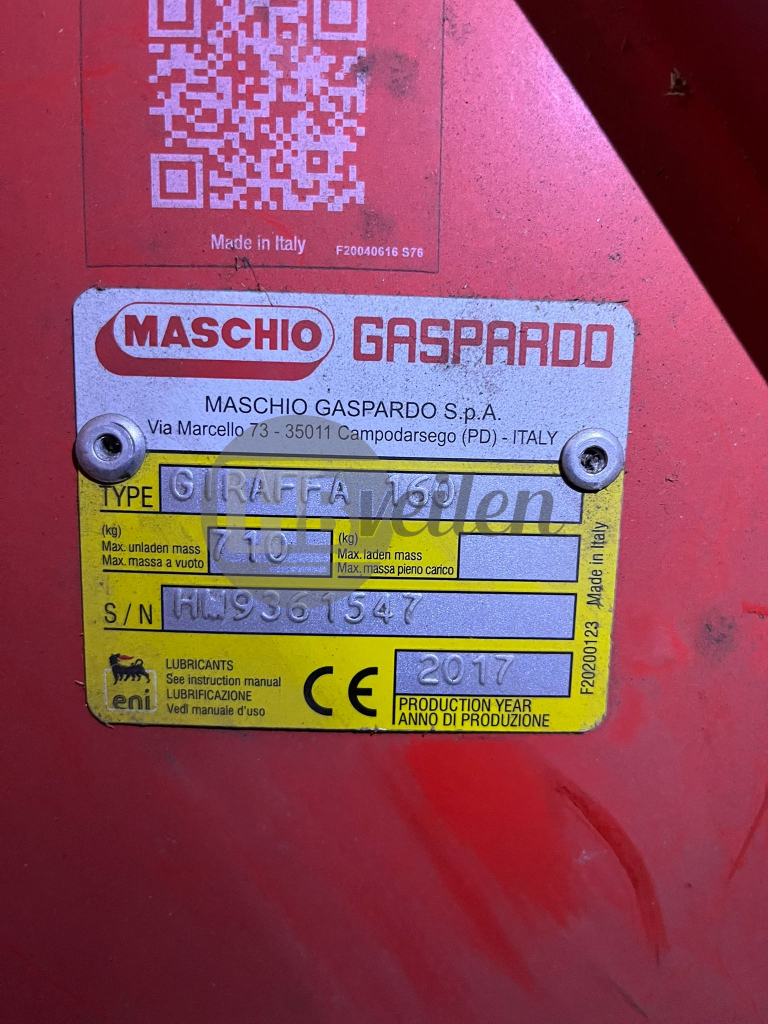 Made in Italy F20040616 S76
MASCHIO GASPARDO
MASCHIO GASPARDO S.p.A.
Via Marcello 73 - 35011 Campodarsego (PD) - ITALY
TYPE GIRAFFA 160
(kg)
Max. unladen mass
Max. massa a vuoto
710
(kg)
Max. laden mass
Max. massa pieno carico
S/N HW9361547
eni
LUBRICANTS
See instruction manual
LUBRIFICAZIONE
Vedi manuale d'uso
CE
2017
PRODUCTION YEAR
ANNO DI PRODUZIONE
F20200123 Made in Italy